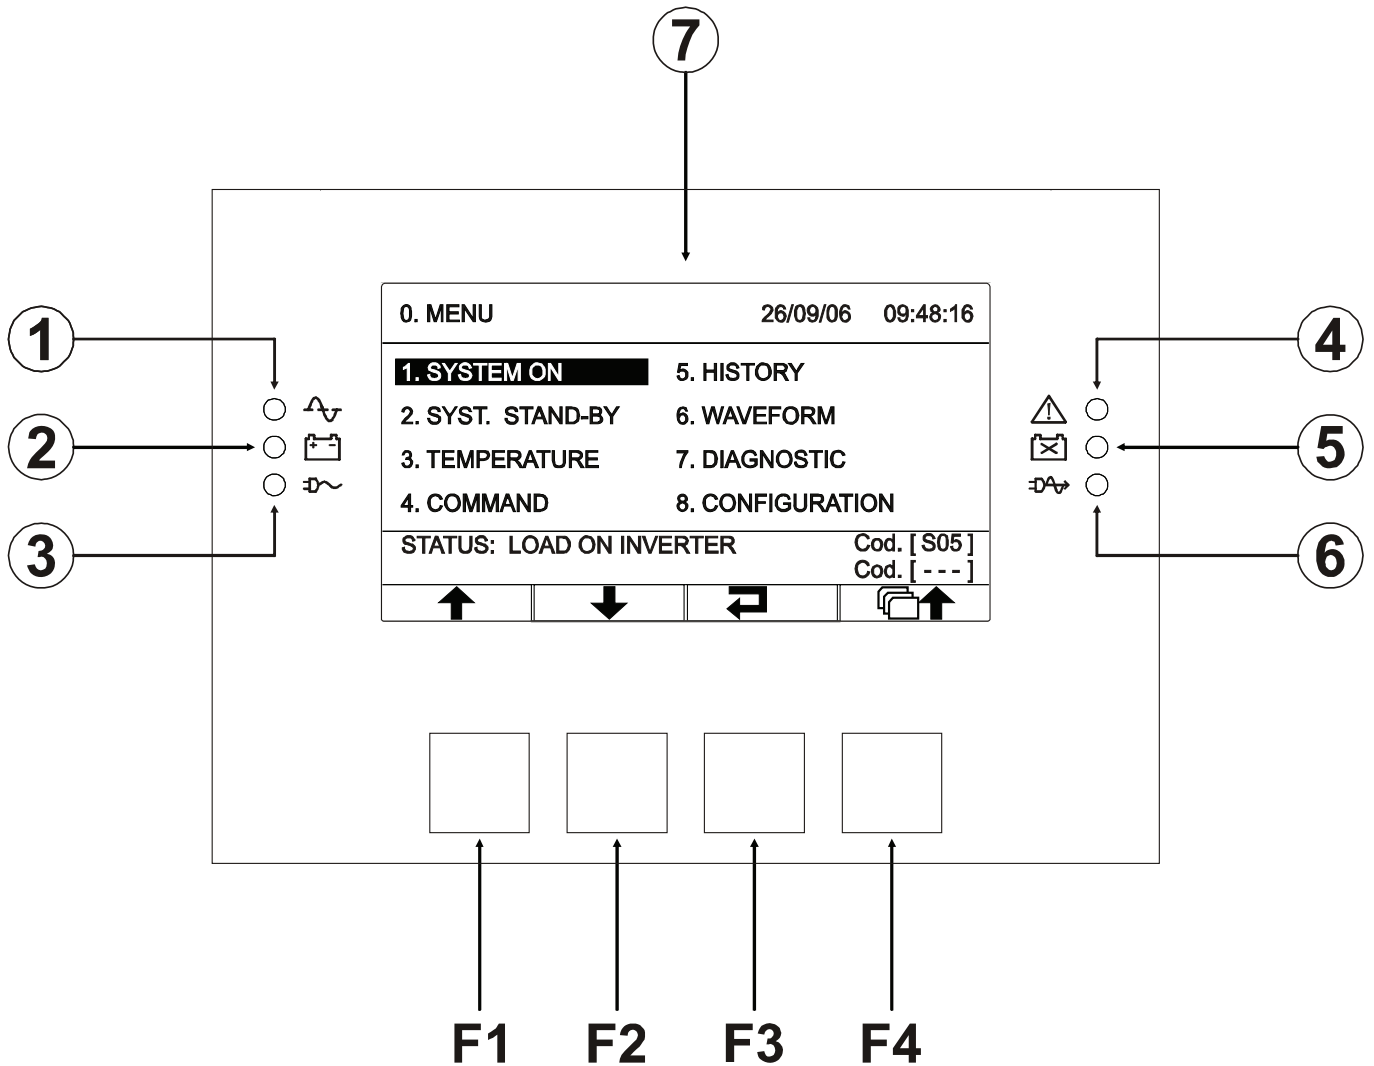 7
0. MENU 26/09/06 09:48:16
1. SYSTEM ON 5. HISTORY
2. SYST. STAND-BY 6. WAVEFORM
3. TEMPERATURE 7. DIAGNOSTIC
4. COMMAND 8. CONFIGURATION
STATUS: LOAD ON INVERTER Cod. [ S05 ]
Cod. [ - - - ]
1
2
3
4
5
6
F1 F2 F3 F4